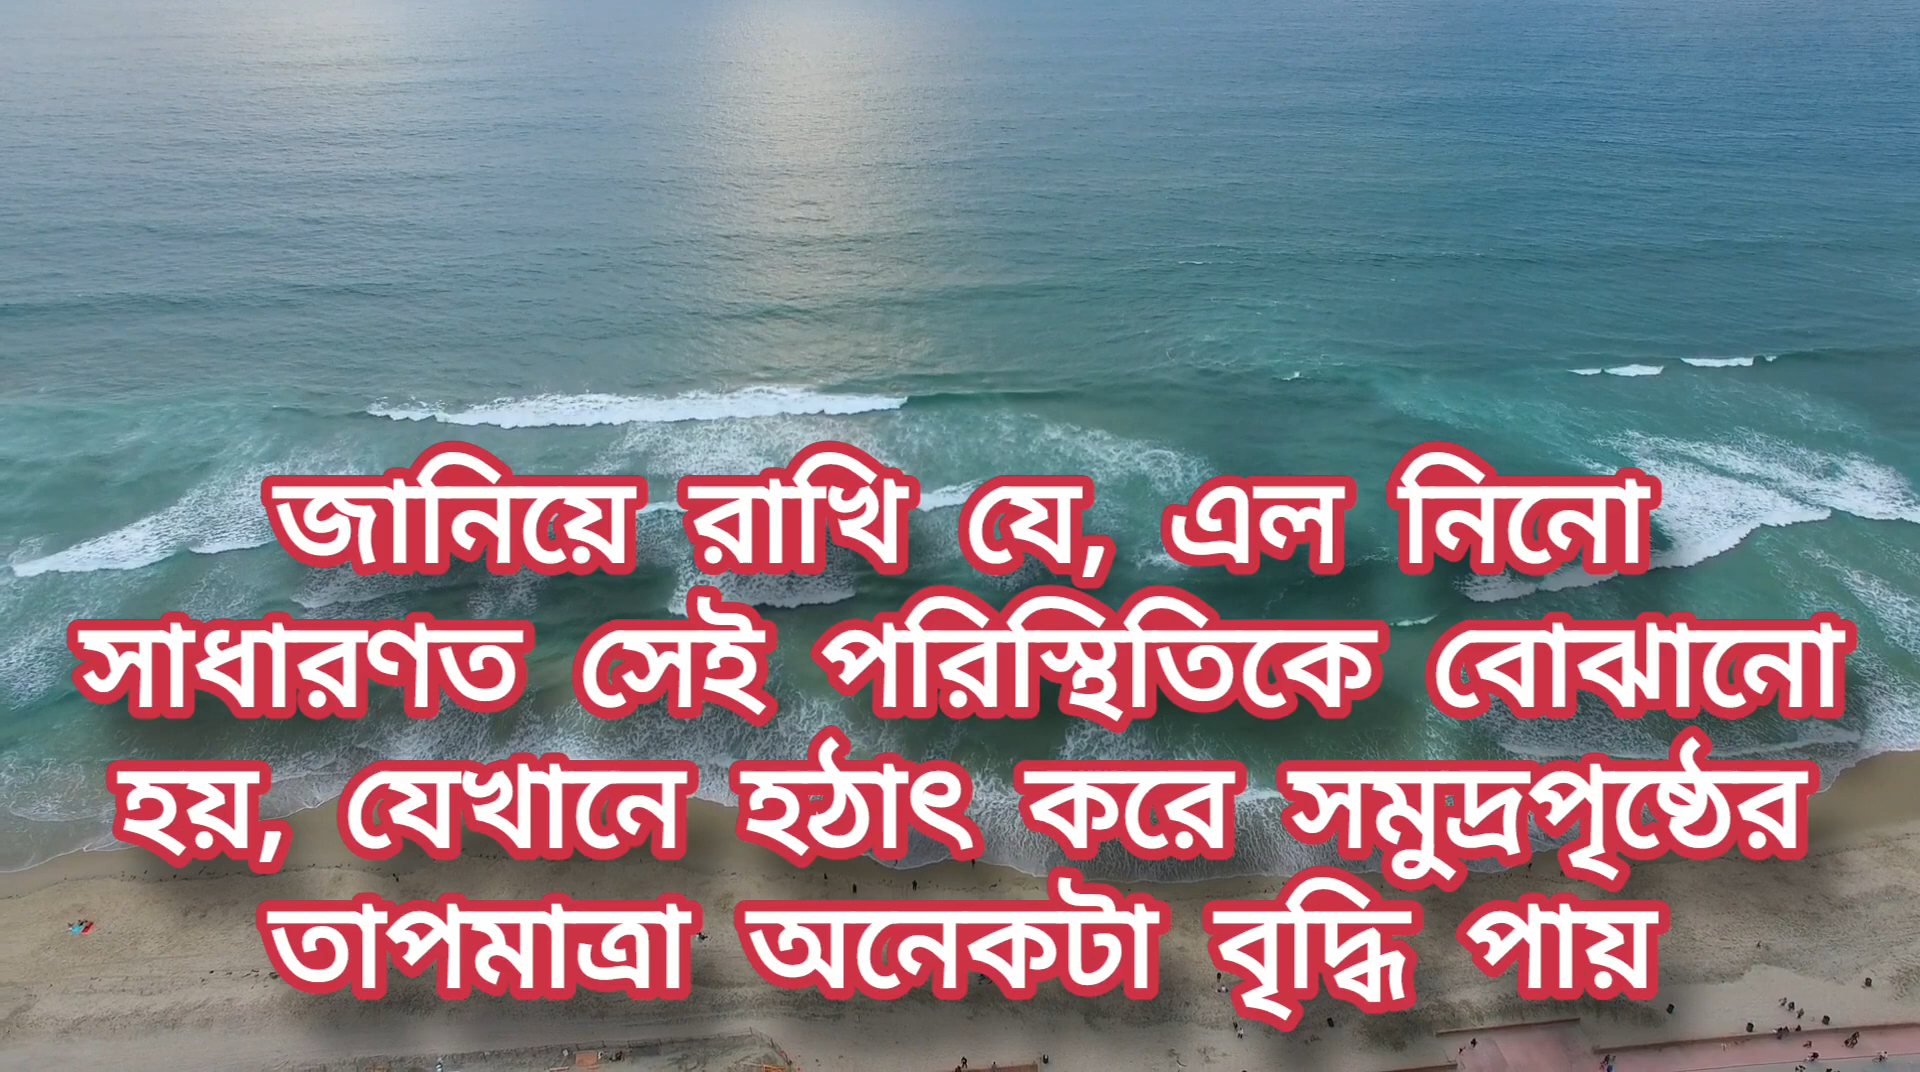 জানিয়ে রাখি যে, এল নিনো
সাধারণত সেই পরিস্থিতিকে বোঝানো
হয়, যেখানে হঠাৎ করে সমুদ্রপৃষ্ঠের
তাপমাত্রা অনেকটা বৃদ্ধি পায়